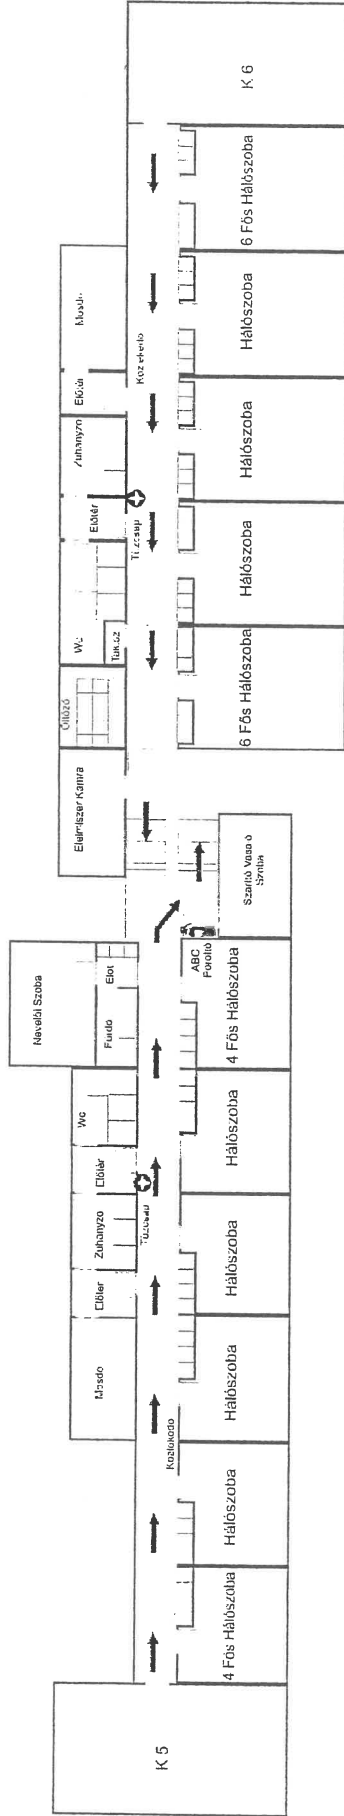 K 6
6 Fős Hálószoba
Hálószoba
Hálószoba
Hálószoba
6 Fős Hálószoba
Mosdó
Előtér
Zuhanyzó
Előtér
Közlekedő
Tűzcsap
Wc
Öltöző
Élelmiszer Kamra
Szárító Vasaló
Szoba
ABC
Poroltó
Nevelői Szoba
Előt
Fürdő
Wc
Előtér
Zuhanyzó
Előtér
Mosdó
Tűzcsap
Közlekedő
4 Fős Hálószoba
Hálószoba
Hálószoba
Hálószoba
Hálószoba
4 Fős Hálószoba
K 5